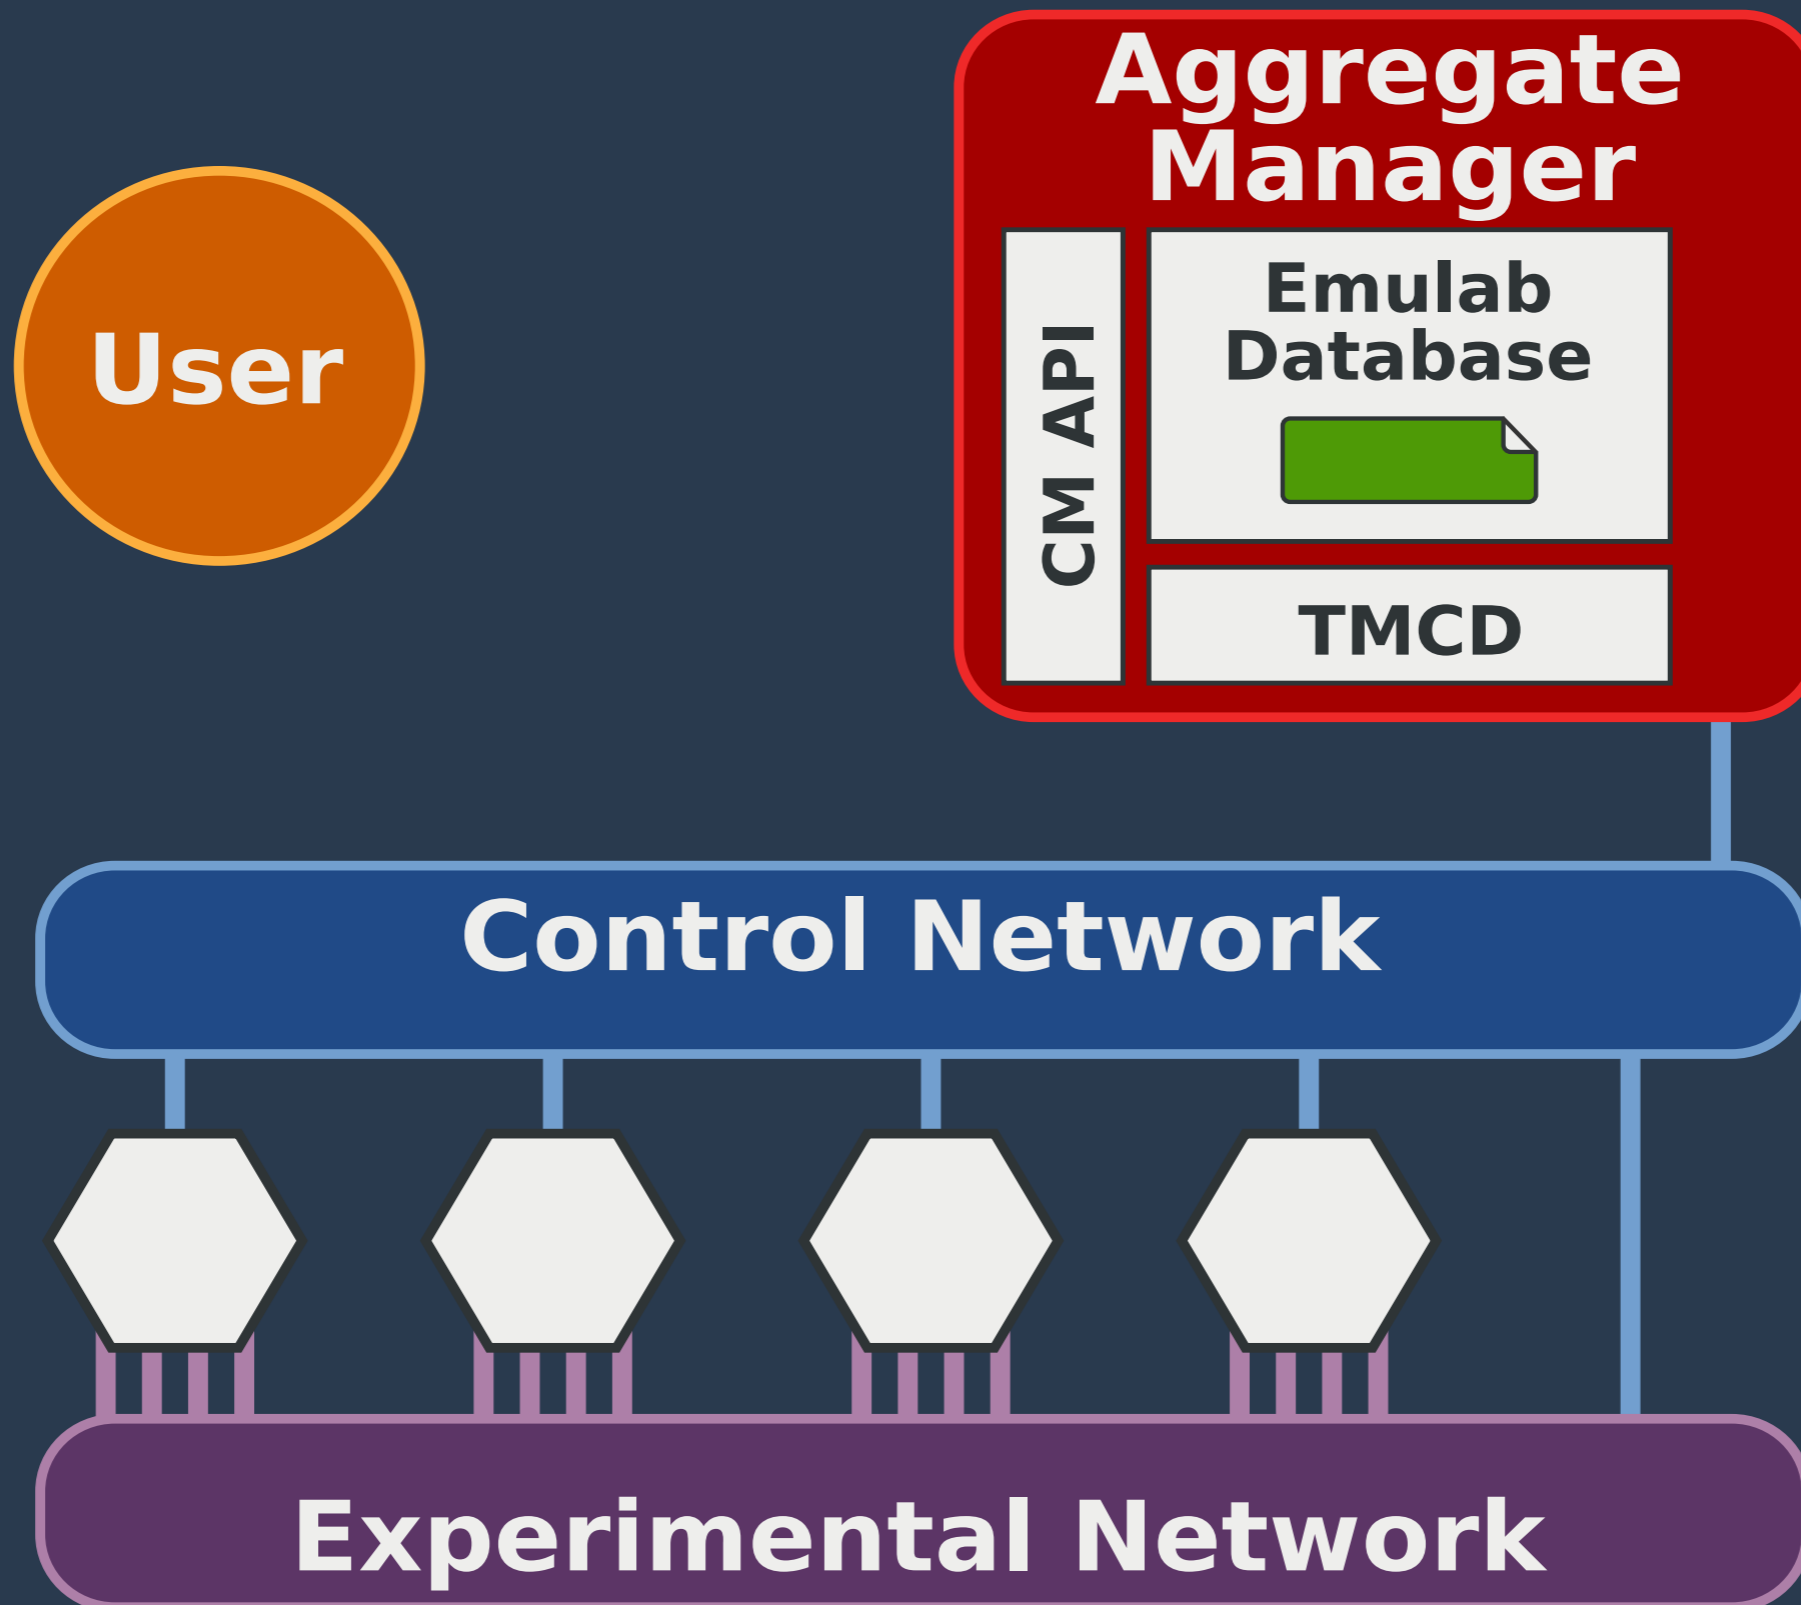 Aggregate
Manager
User
CM API
Emulab
Database
TMCD
Control Network
Experimental Network